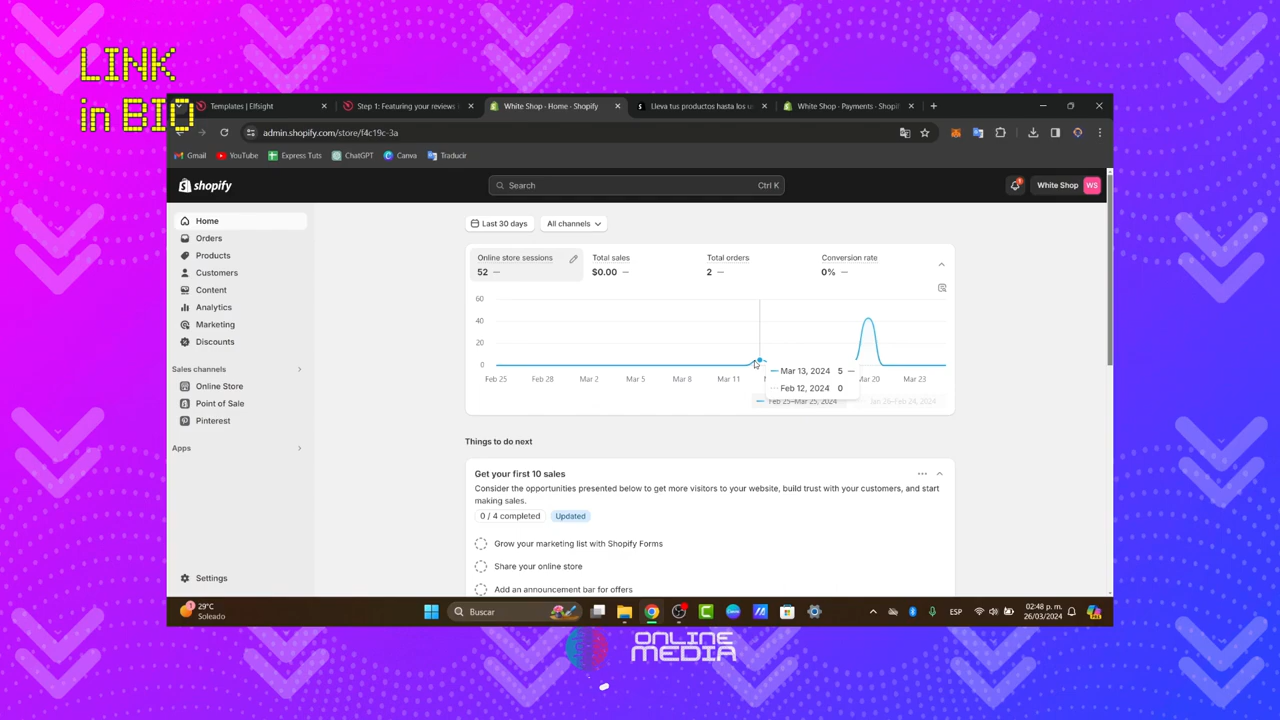 LINK
in BIO
Templates | Elfsight
Step 1: Featuring your reviews
White Shop · Home · Shopify
Lleva tus productos hasta los u
White Shop · Payments · Shopif
admin.shopify.com/store/f4c19c-3a
Gmail
YouTube
Express Tuts
ChatGPT
Canva
Traducir
shopify
Search
Ctrl K
1
White Shop
WS
Home
Orders
Products
Customers
Content
Analytics
Marketing
Discounts
Sales channels
Online Store
Point of Sale
Pinterest
Apps
Settings
Last 30 days
All channels
Online store sessions
52 —
Total sales
$0.00 —
Total orders
2 —
Conversion rate
0% —
60
40
20
0
Feb 25 Feb 28 Mar 2 Mar 5 Mar 8 Mar 11 Mar 20 Mar 23
Mar 13, 2024 5 —
Feb 12, 2024 0
Feb 25–Mar 25, 2024
Jan 26–Feb 24, 2024
Things to do next
Get your first 10 sales
Consider the opportunities presented below to get more visitors to your website, build trust with your customers, and start
making sales.
0 / 4 completed
Updated
Grow your marketing list with Shopify Forms
Share your online store
Add an announcement bar for offers
1
29°C
Soleado
Buscar
ESP
02:48 p. m.
26/03/2024
ONLINE
MEDIA